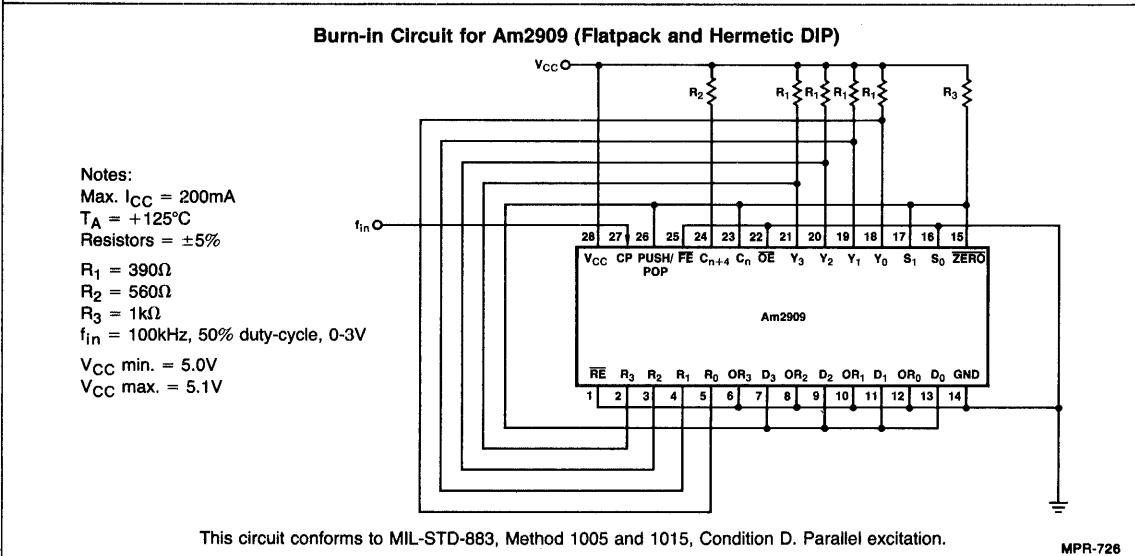 Burn-in Circuit for Am2909 (Flatpack and Hermetic DIP)
VCC
R2 R1 R1 R1 R1 R3
Notes:
Max. ICC = 200mA
TA = +125°C
Resistors = ±5%
R1 = 390Ω
R2 = 560Ω
R3 = 1kΩ
fin = 100kHz, 50% duty-cycle, 0-3V
VCC min. = 5.0V
VCC max. = 5.1V
fin
28 27 26 25 24 23 22 21 20 19 18 17 16 15
VCC CP PUSH/ F̅E̅ Cn+4 Cn O̅E̅ Y3 Y2 Y1 Y0 S1 S0 Z̅E̅R̅O̅
POP
Am2909
R̅E̅ R3 R2 R1 R0 OR3 D3 OR2 D2 OR1 D1 OR0 D0 GND
1 2 3 4 5 6 7 8 9 10 11 12 13 14
This circuit conforms to MIL-STD-883, Method 1005 and 1015, Condition D. Parallel excitation.
MPR-726